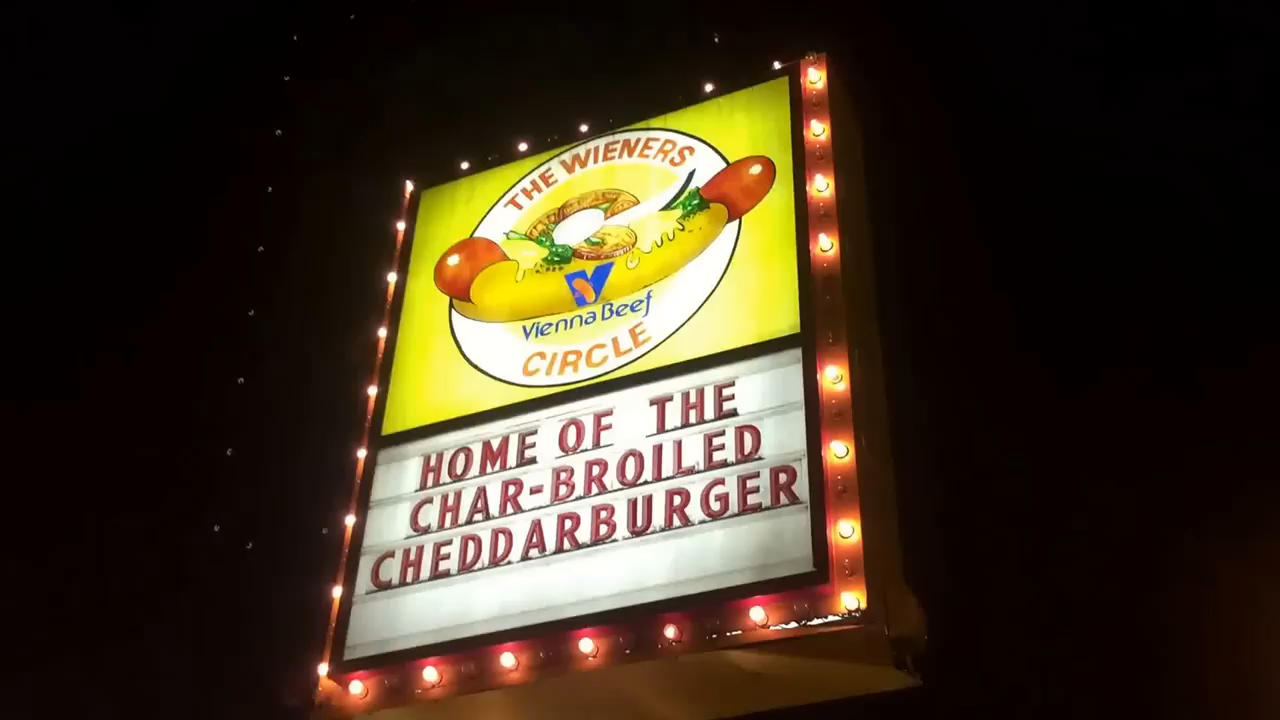 THE WIENERS
Vienna Beef
CIRCLE
HOME OF THE
CHAR-BROILED
CHEDDARBURGER